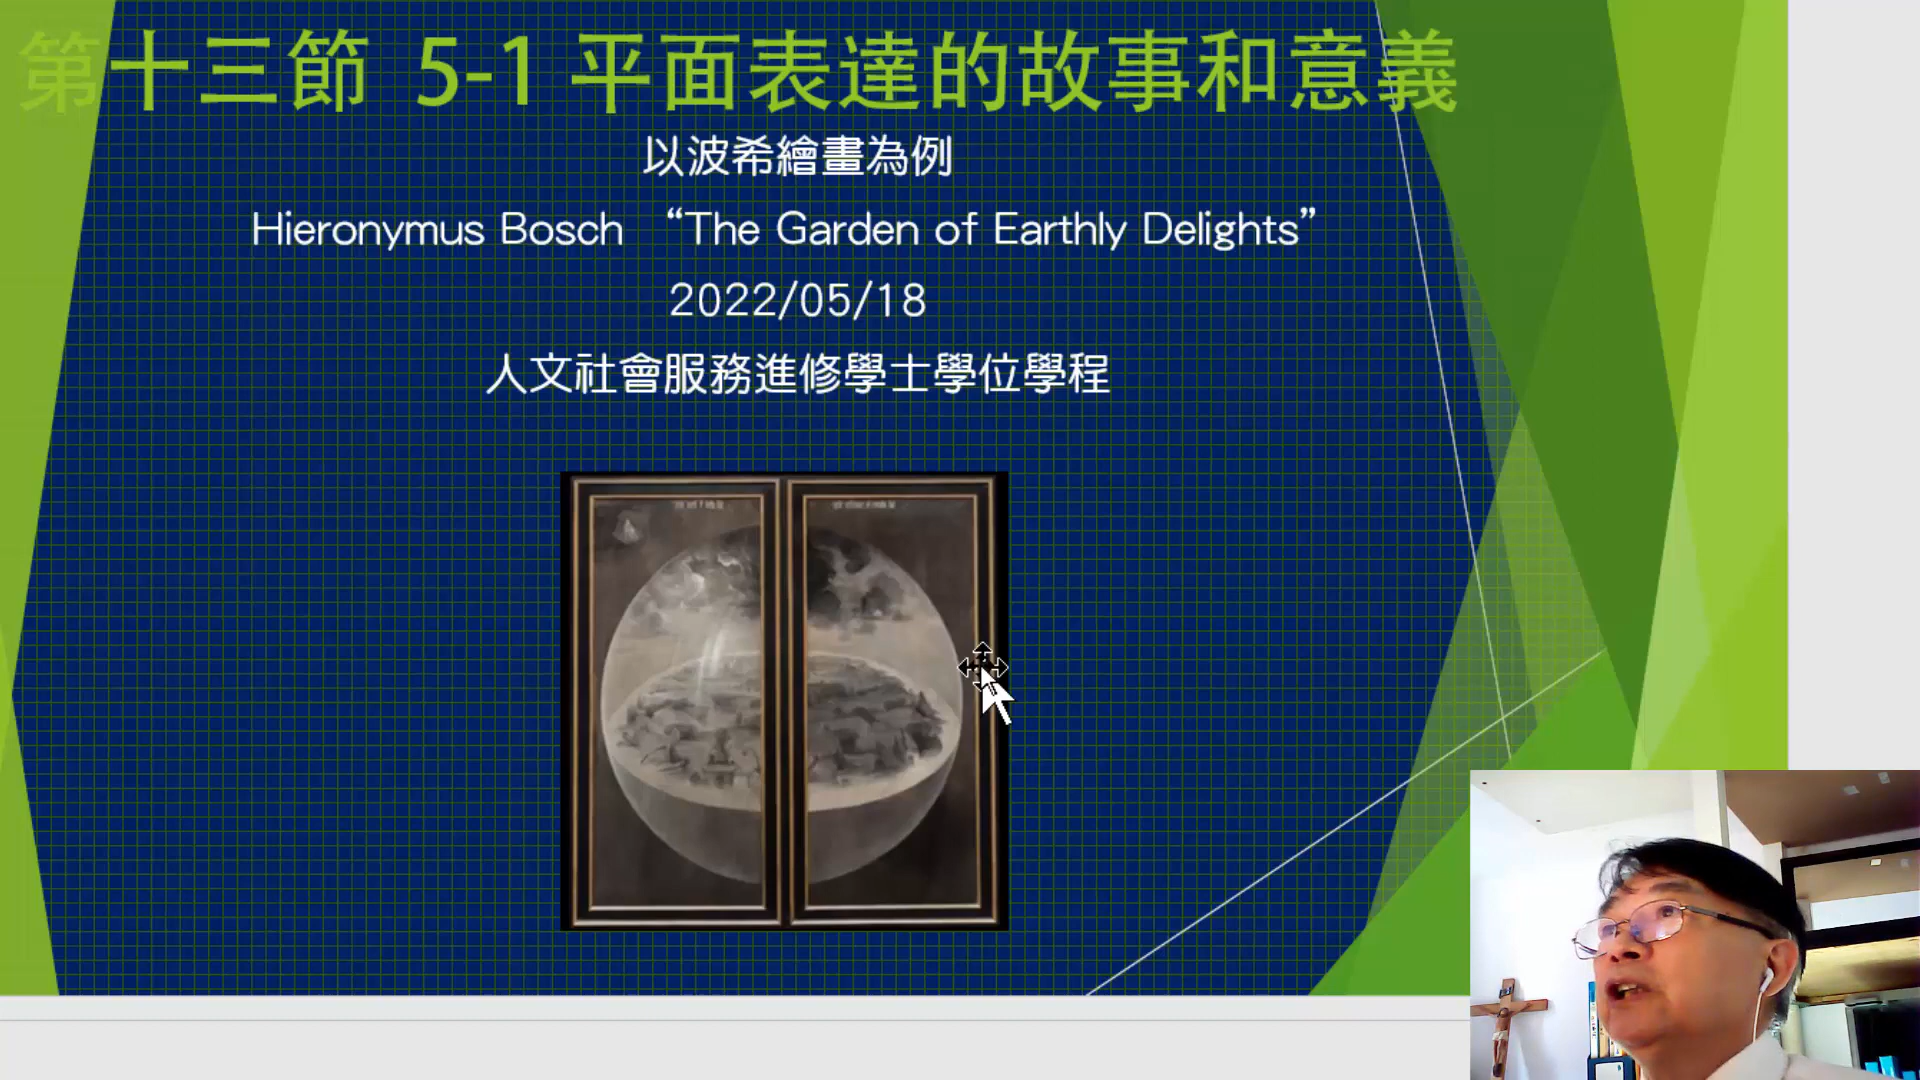 第十三節 5-1 平面表達的故事和意義
以波希繪畫為例
Hieronymus Bosch “The Garden of Earthly Delights”
2022/05/18
人文社會服務進修學士學位學程